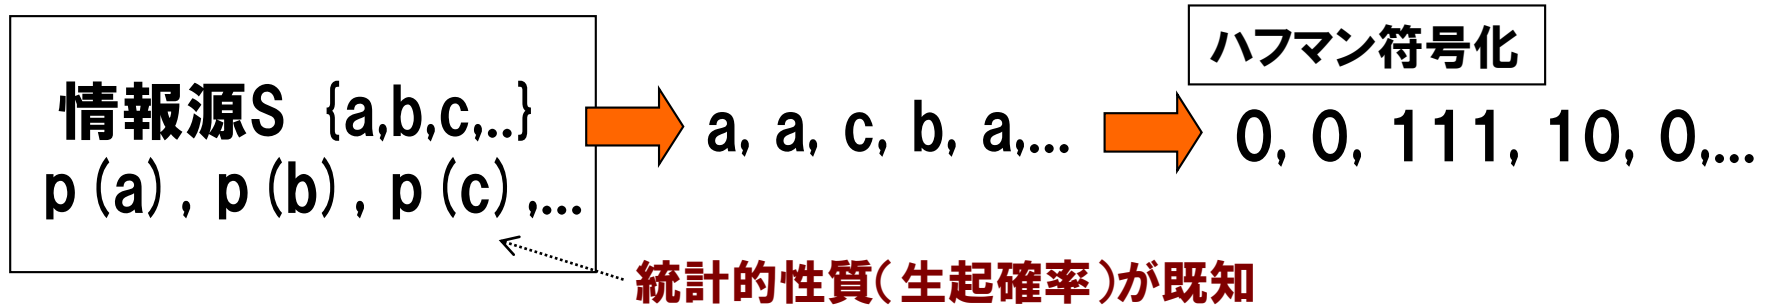 情報源S {a,b,c,..}
p(a), p(b), p(c),...
a, a, c, b, a,...
ハフマン符号化
0, 0, 111, 10, 0,...
統計的性質(生起確率)が既知